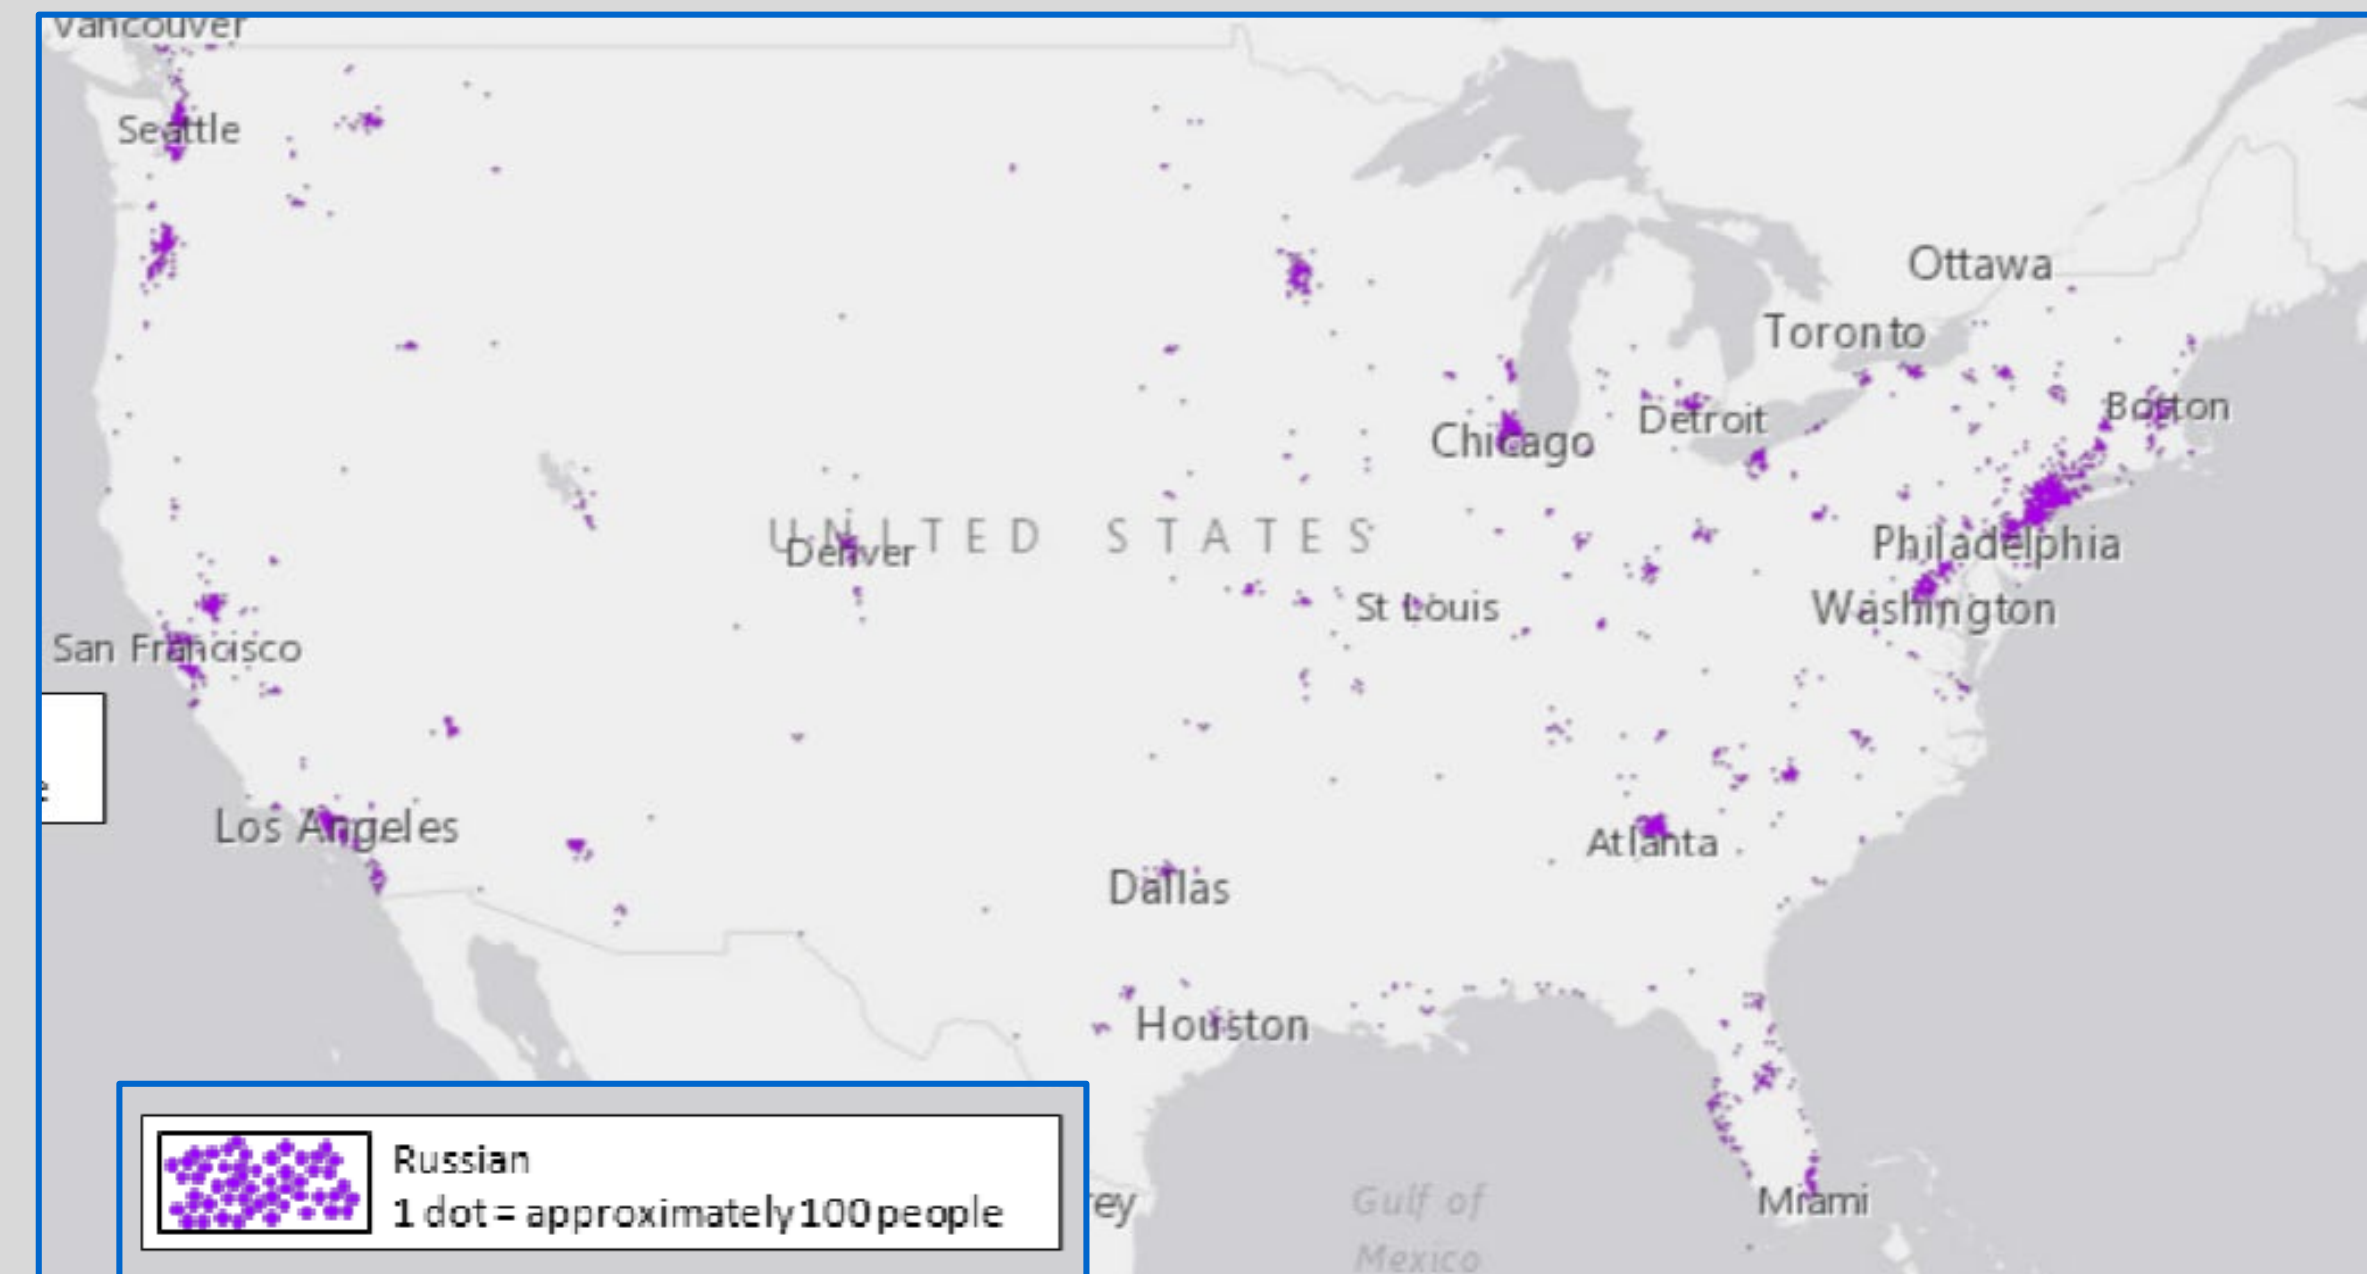 Vancouver
Seattle
Ottawa
Toronto
Boston
Detroit
Chicago
UNITED STATES
Denver
Philadelphia
St Louis
Washington
San Francisco
Los Angeles
Atlanta
Dallas
Houston
Russian
1 dot = approximately 100 people
rey
Miami
Gulf of
Mexico